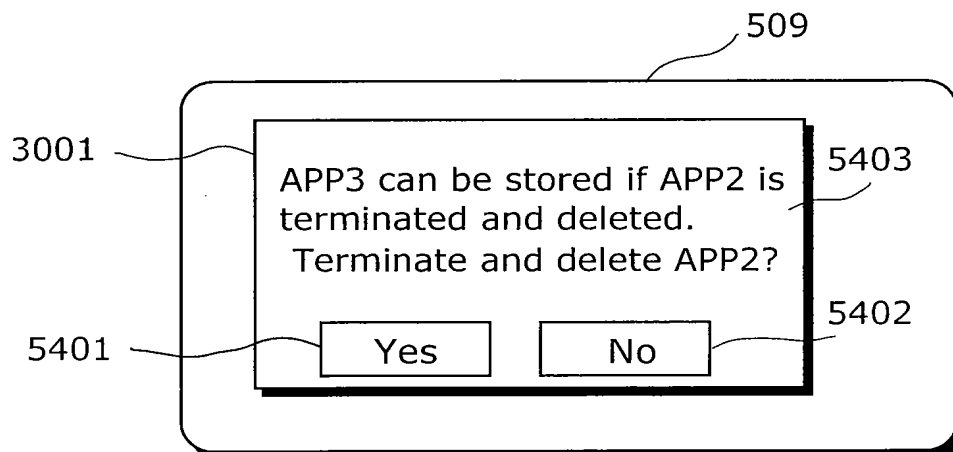 509
3001
5403
APP3 can be stored if APP2 is
terminated and deleted.
Terminate and delete APP2?
5401
Yes
No
5402